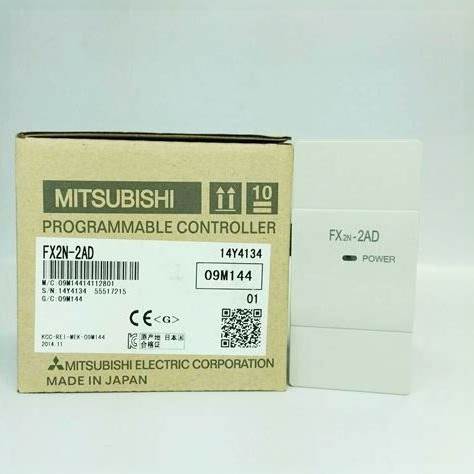 MITSUBISHI
10
PROGRAMMABLE CONTROLLER
FX2N-2AD 14Y4134
M/C:09M14414112801
S/N:14Y4134 55517215
G/C:09M144
09M144
01
CE <G>
KCC-REI-MEK-09M144
2014.11
原产地 日本
合格证
MITSUBISHI ELECTRIC CORPORATION
MADE IN JAPAN
FX2N-2AD
POWER